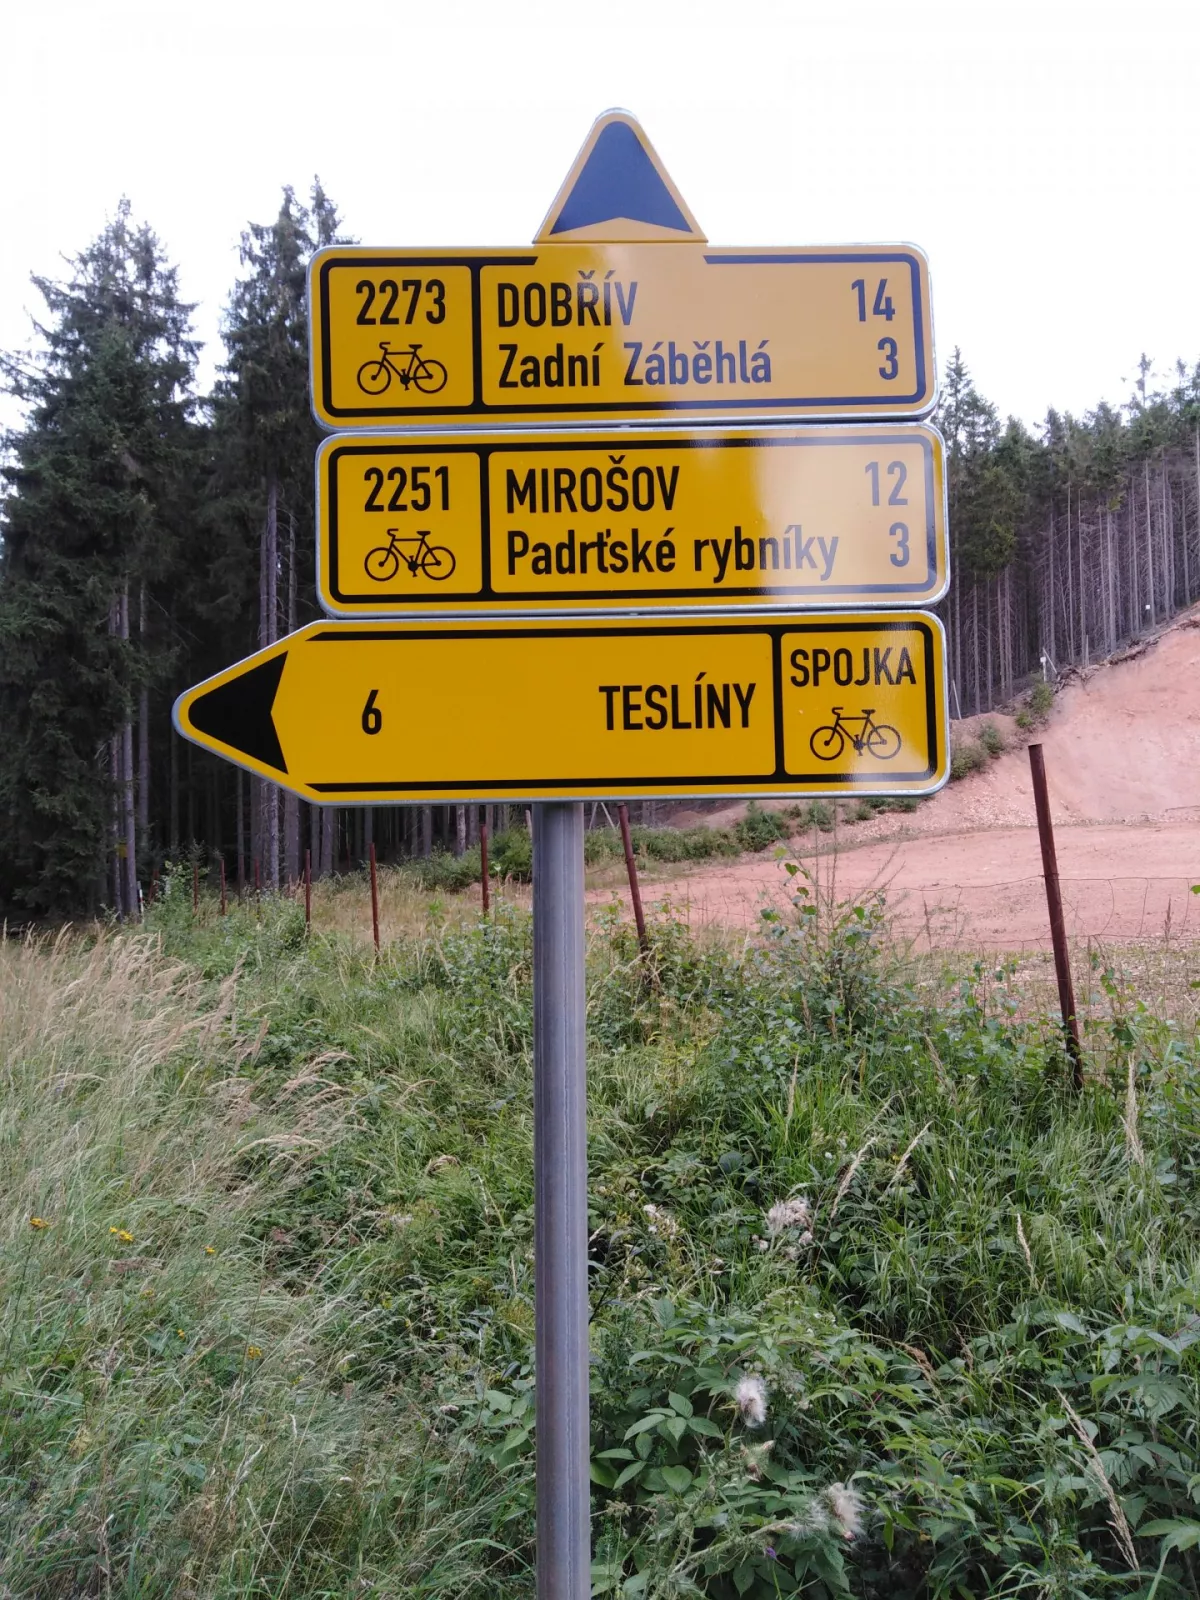 2273 DOBŘÍV 14
Zadní Záběhlá 3
2251 MIROŠOV 12
Padrťské rybníky 3
6 TESLÍNY SPOJKA